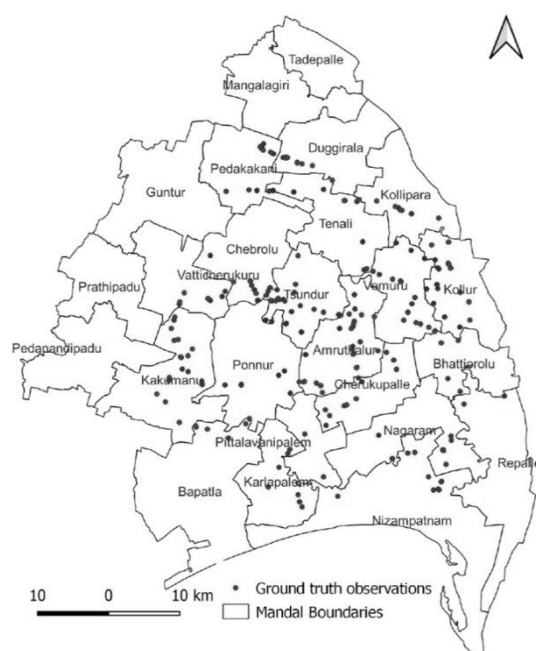 Tadepalle
Mangalagiri
Duggirala
Pedakakani
Guntur
Kollipara
Tenali
Chebrolu
Vatticherukuru
Prathipadu
Tsundur
Vemuru
Kollur
Pedanandipadu
Ponnur
Amruthalur
Bhattiprolu
Kakumanu
Cherukupalle
Nagaram
Pittalavanipalem
Repalle
Bapatla
Karlapalem
Nizampatnam
Ground truth observations
Mandal Boundaries
10 0 10 km